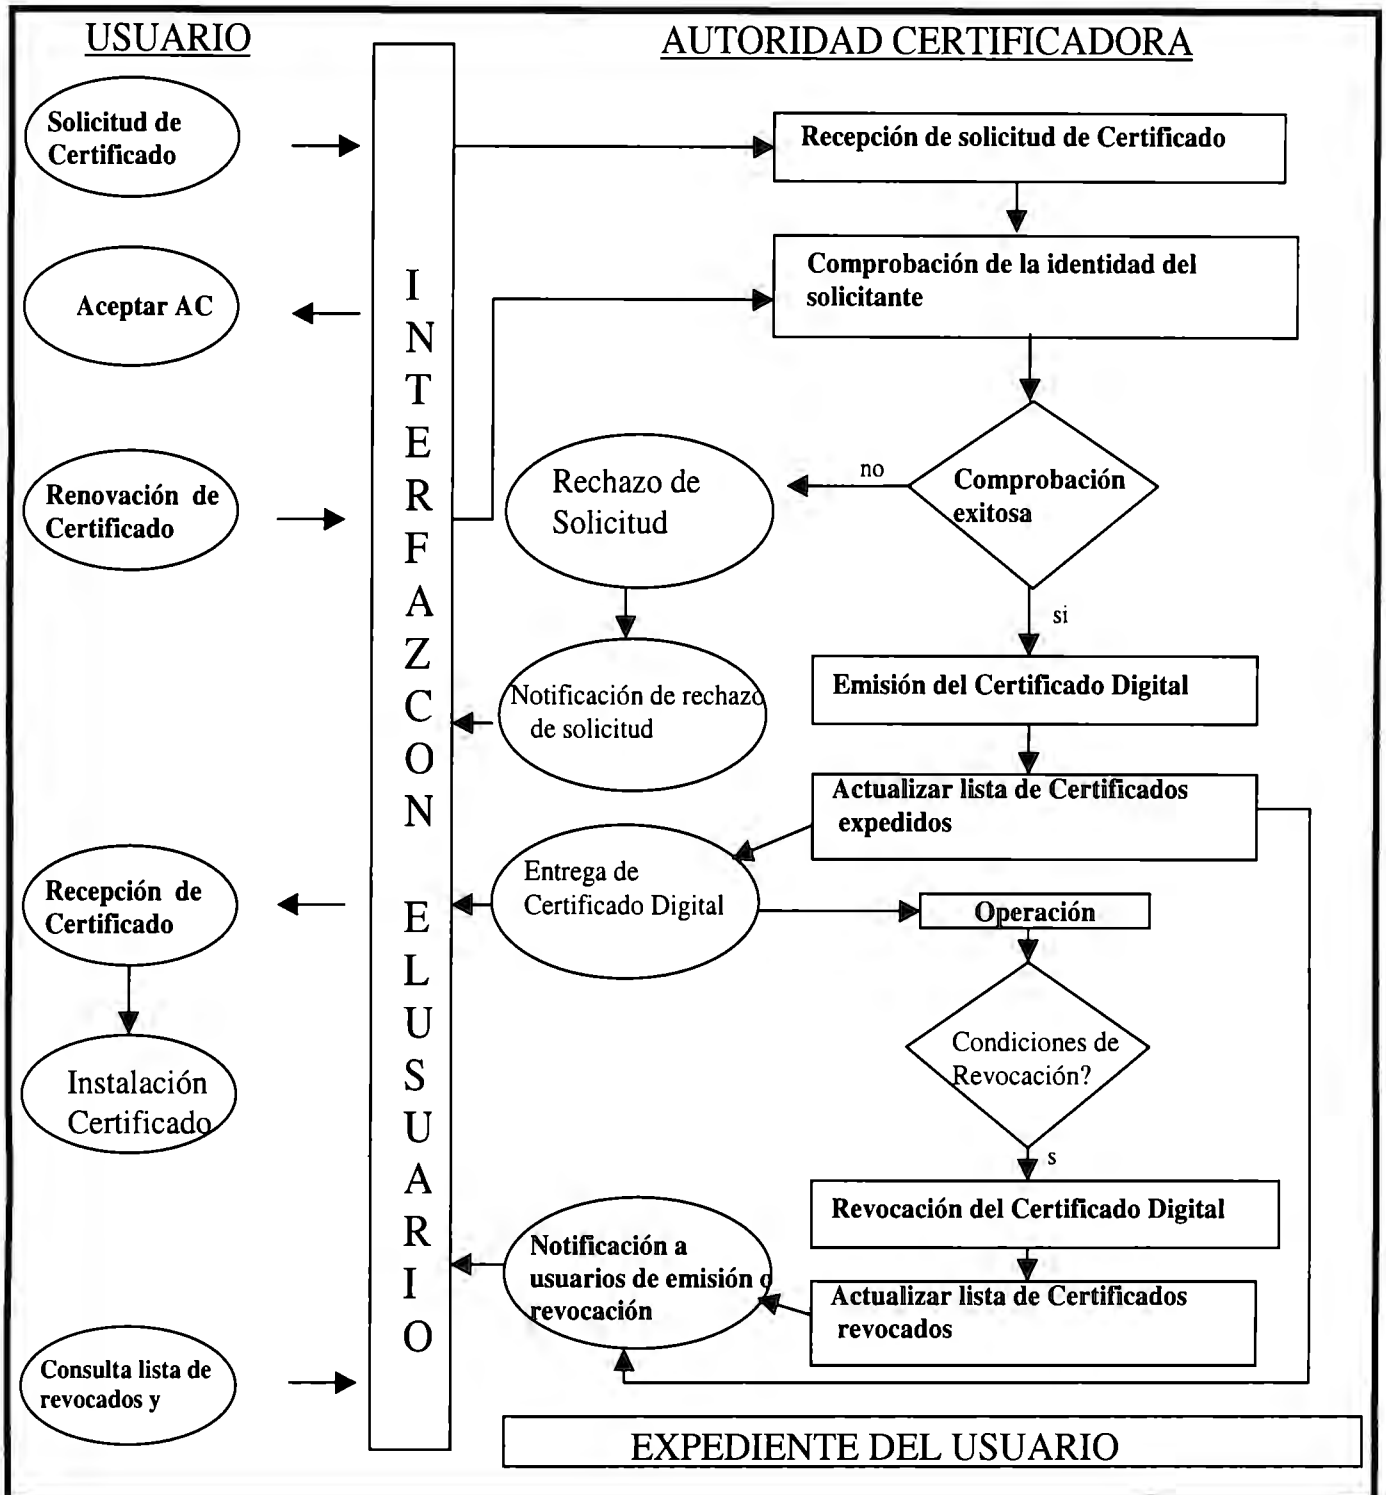 USUARIO
AUTORIDAD CERTIFICADORA
Solicitud de
Certificado
Recepción de solicitud de Certificado
Comprobación de la identidad del
solicitante
Aceptar AC
INTERFAZ CON EL USUARIO
Renovación de
Certificado
Rechazo de
Solicitud
no
Comprobación
exitosa
si
Notificación de rechazo
de solicitud
Emisión del Certificado Digital
Actualizar lista de Certificados
expedidos
Entrega de
Certificado Digital
Recepción de
Certificado
Operación
Instalación
Certificado
Condiciones de
Revocación?
s
Revocación del Certificado Digital
Notificación a
usuarios de emisión o
revocación
Actualizar lista de Certificados
revocados
Consulta lista de
revocados y
EXPEDIENTE DEL USUARIO